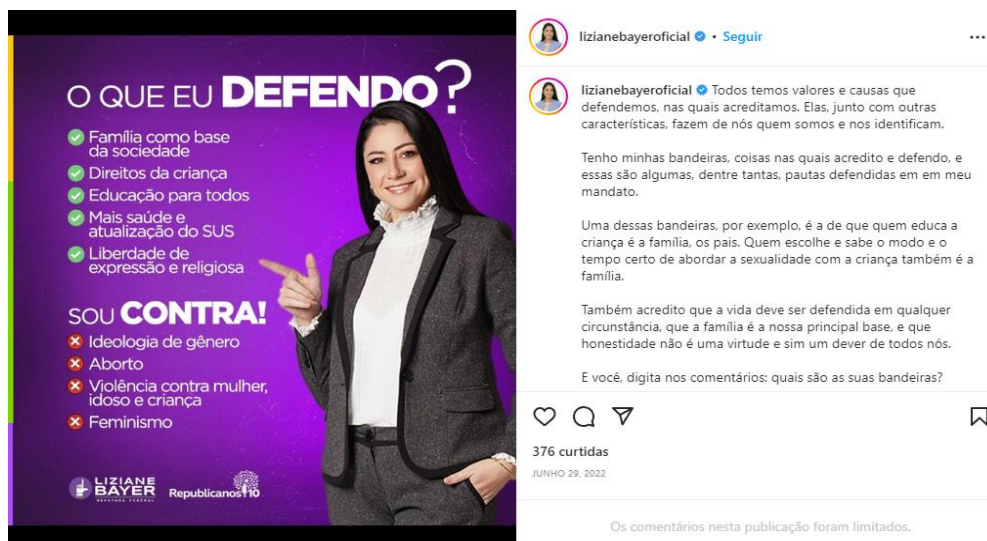 O QUE EU DEFENDO?
Família como base
da sociedade
Direitos da criança
Educação para todos
Mais saúde e
atualização do SUS
Liberdade de
expressão e religiosa
SOU CONTRA!
Ideologia de gênero
Aborto
Violência contra mulher,
idoso e criança
Feminismo
LIZIANE
BAYER
DEPUTADA FEDERAL
Republicanos 10
lizianebayeroficial • Seguir
lizianebayeroficial Todos temos valores e causas que
defendemos, nas quais acreditamos. Elas, junto com outras
características, fazem de nós quem somos e nos identificam.
Tenho minhas bandeiras, coisas nas quais acredito e defendo, e
essas são algumas, dentre tantas, pautas defendidas em em meu
mandato.
Uma dessas bandeiras, por exemplo, é a de que quem educa a
criança é a família, os pais. Quem escolhe e sabe o modo e o
tempo certo de abordar a sexualidade com a criança também é a
família.
Também acredito que a vida deve ser defendida em qualquer
circunstância, que a família é a nossa principal base, e que
honestidade não é uma virtude e sim um dever de todos nós.
E você, digita nos comentários: quais são as suas bandeiras?
376 curtidas
JUNHO 29, 2022
Os comentários nesta publicação foram limitados.